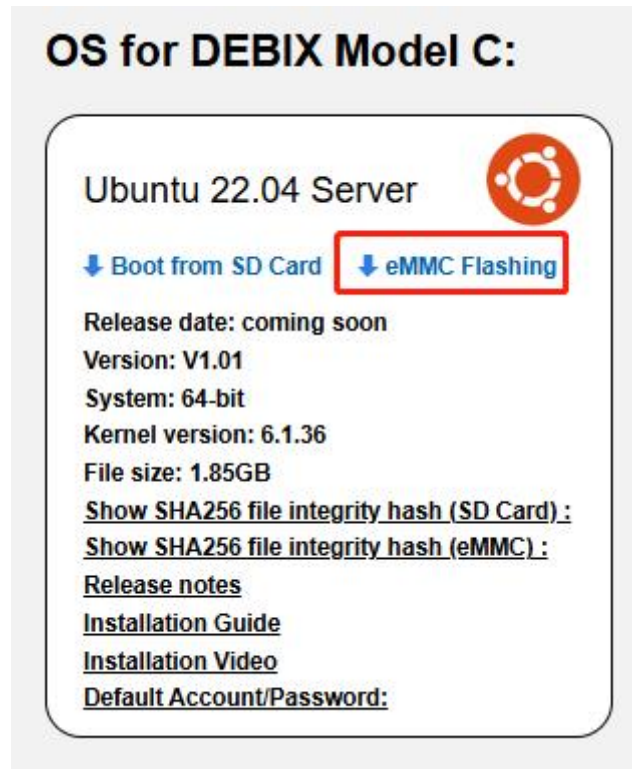 OS for DEBIX Model C:
Ubuntu 22.04 Server
Boot from SD Card eMMC Flashing
Release date: coming soon
Version: V1.01
System: 64-bit
Kernel version: 6.1.36
File size: 1.85GB
Show SHA256 file integrity hash (SD Card) :
Show SHA256 file integrity hash (eMMC) :
Release notes
Installation Guide
Installation Video
Default Account/Password: